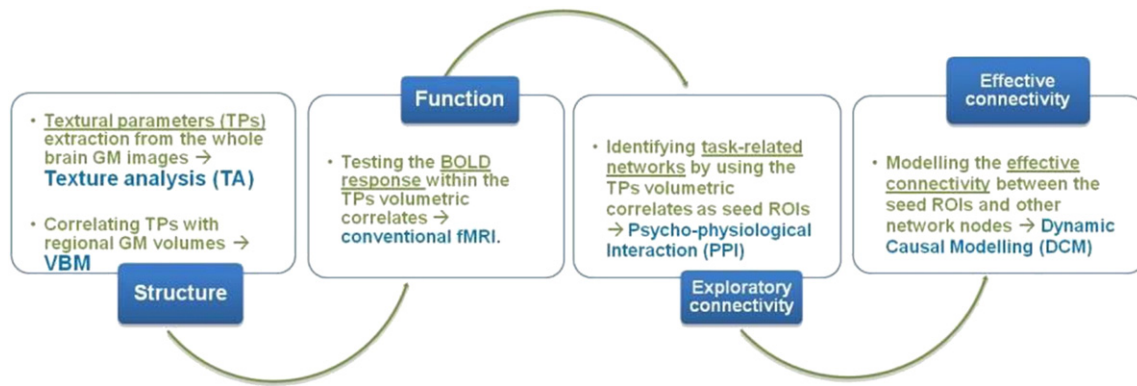 • Textural parameters (TPs)
extraction from the whole
brain GM images →
Texture analysis (TA)
• Correlating TPs with
regional GM volumes →
VBM
Structure
Function
• Testing the BOLD
response within the
TPs volumetric
correlates →
conventional fMRI.
• Identifying task-related
networks by using the
TPs volumetric
correlates as seed ROIs
→ Psycho-physiological
Interaction (PPI)
Exploratory
connectivity
Effective
connectivity
• Modelling the effective
connectivity between the
seed ROIs and other
network nodes → Dynamic
Causal Modelling (DCM)